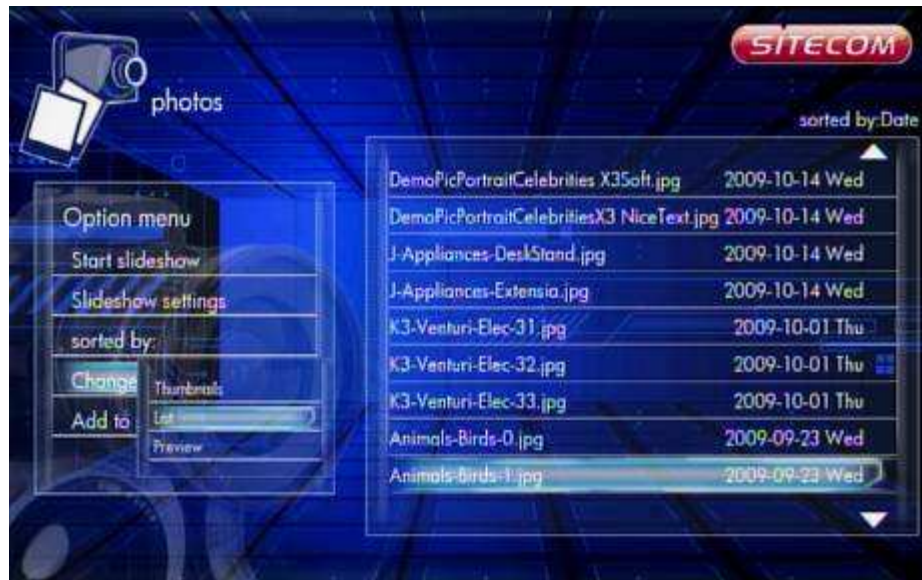 SITECOM
photos
sorted by:Date
Option menu
Start slideshow
Slideshow settings
sorted by:
Change
Add to
Thumbnails
List
Preview
DemoPicPortraitCelebrities X3Soft.jpg 2009-10-14 Wed
DemoPicPortraitCelebritiesX3 NiceText.jpg 2009-10-14 Wed
J-Appliances-DeskStand.jpg 2009-10-14 Wed
J-Appliances-Extensia.jpg 2009-10-14 Wed
K3-Venturi-Elec-31.jpg 2009-10-01 Thu
K3-Venturi-Elec-32.jpg 2009-10-01 Thu
K3-Venturi-Elec-33.jpg 2009-10-01 Thu
Animals-Birds-0.jpg 2009-09-23 Wed
Animals-Birds-1.jpg 2009-09-23 Wed